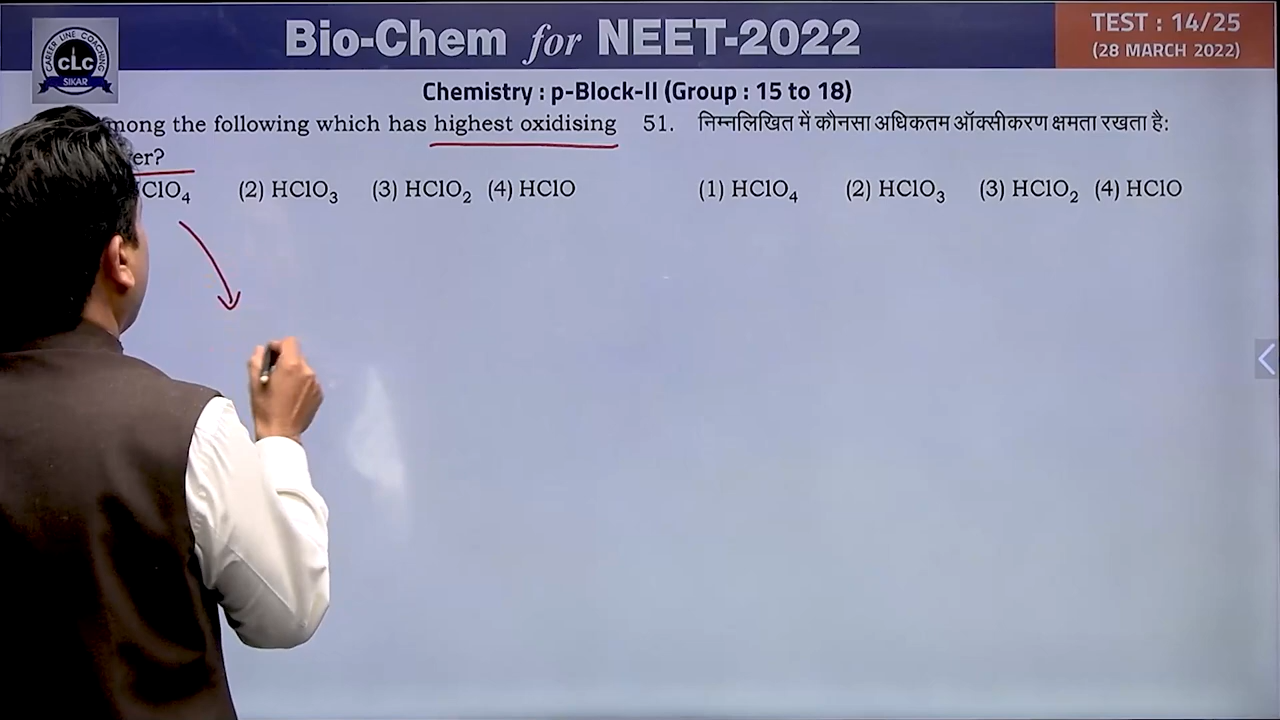 CAREER LINE COACHING
CLC
SIKAR
Bio-Chem for NEET-2022
TEST : 14/25
(28 MARCH 2022)
Chemistry : p-Block-II (Group : 15 to 18)
mong the following which has highest oxidising
er?
ClO4 (2) HClO3 (3) HClO2 (4) HClO
51. निम्नलिखित में कौनसा अधिकतम ऑक्सीकरण क्षमता रखता है:
(1) HClO4 (2) HClO3 (3) HClO2 (4) HClO